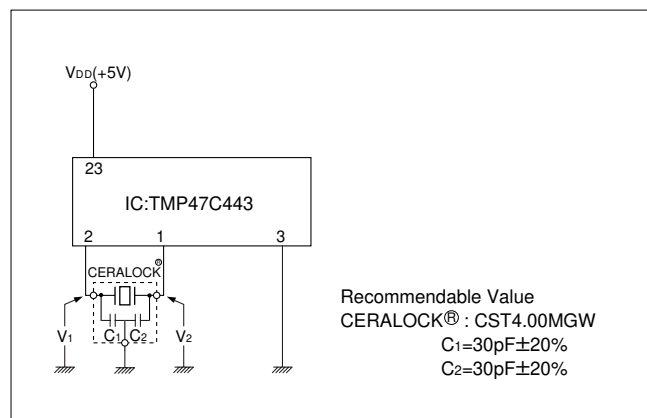 VDD(+5V)
23
IC:TMP47C443
2 1 3
CERALOCK®
V1 C1 C2 V2
Recommendable Value
CERALOCK® : CST4.00MGW
C1=30pF±20%
C2=30pF±20%